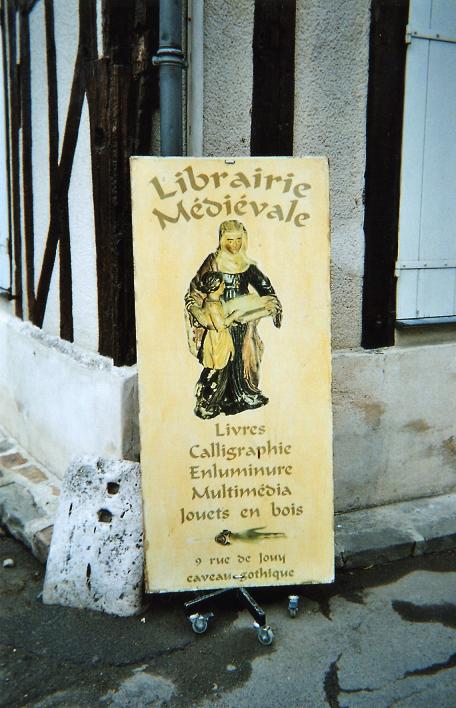 Librairie
Médiévale
Livres
Calligraphie
Enluminure
Multimédia
Jouets en bois
9 rue de Jouy
caveau gothique